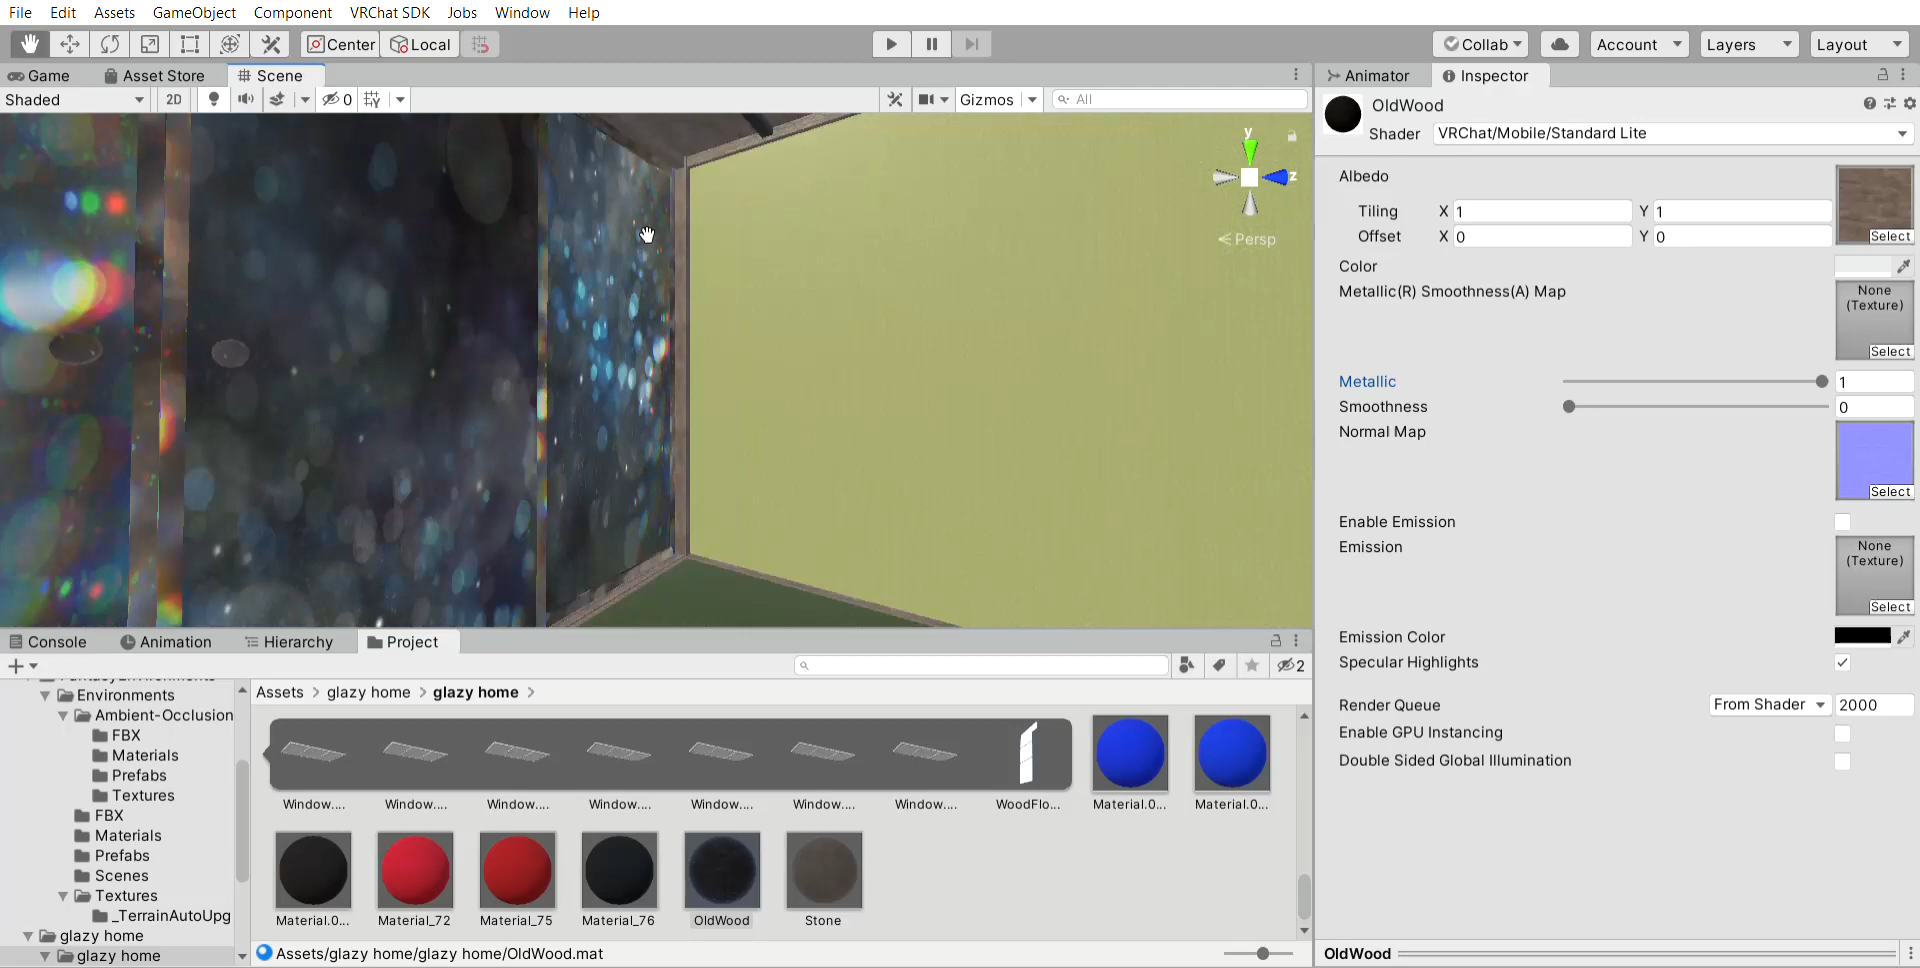 File Edit Assets GameObject Component VRChat SDK Jobs Window Help
Center Local Collab Account Layers Layout
Game Asset Store Scene
Animator Inspector
Shaded 2D 0 Gizmos All
OldWood
Shader VRChat/Mobile/Standard Lite
y
z
Persp
Albedo
Tiling X 1 Y 1
Offset X 0 Y 0
Select
Color
Metallic(R) Smoothness(A) Map
None
(Texture)
Select
Metallic 1
Smoothness 0
Normal Map
Select
Enable Emission
Emission
None
(Texture)
Select
Emission Color
Specular Highlights
Render Queue From Shader 2000
Enable GPU Instancing
Double Sided Global Illumination
OldWood
Console Animation Hierarchy Project
2
Environments
Ambient-Occlusion
FBX
Materials
Prefabs
Textures
FBX
Materials
Prefabs
Scenes
Textures
_TerrainAutoUpg
glazy home
glazy home
Assets > glazy home > glazy home >
Window.... Window.... Window.... Window.... Window.... Window.... Window.... WoodFlo... Material.0... Material.0...
Material.0... Material_72 Material_75 Material_76 OldWood Stone
Assets/glazy home/glazy home/OldWood.mat